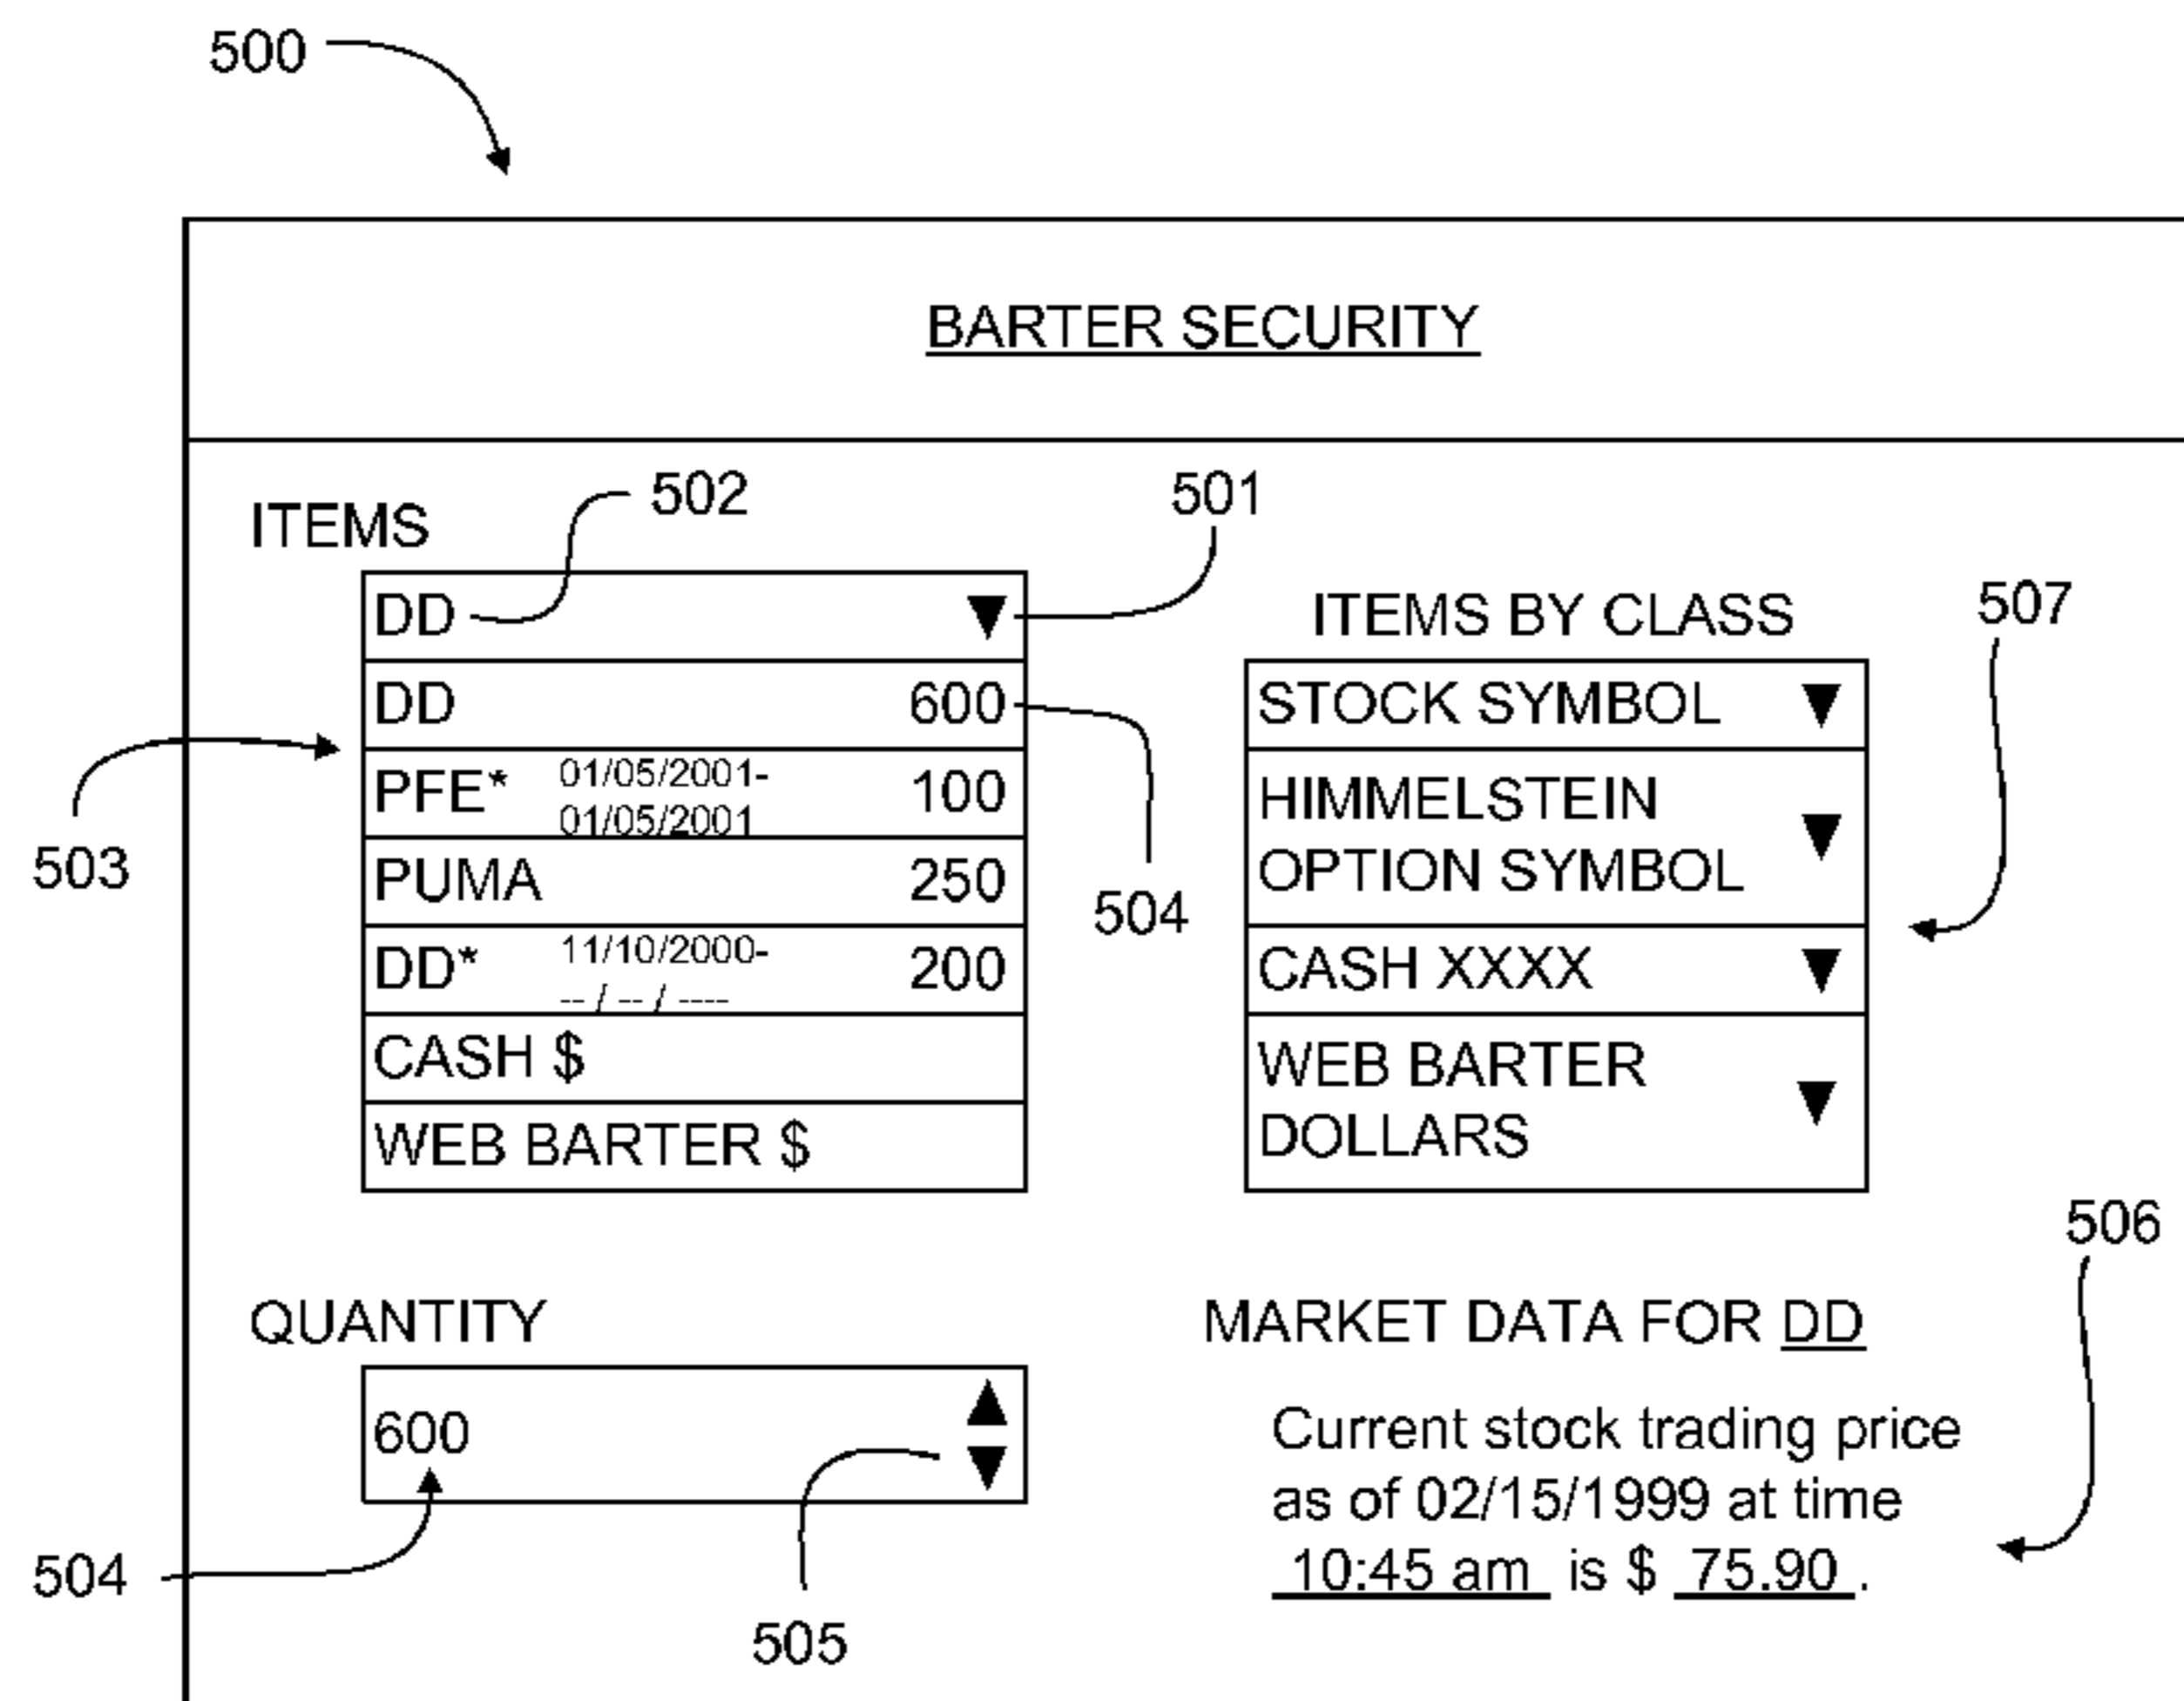 500
BARTER SECURITY
502
501
ITEMS
DD ▼
ITEMS BY CLASS
507
DD 600
STOCK SYMBOL ▼
PFE* 01/05/2001-
01/05/2001 100
HIMMELSTEIN
OPTION SYMBOL ▼
503
PUMA 250
504
DD* 11/10/2000-
-- / -- / ---- 200
CASH XXXX ▼
CASH $
WEB BARTER
DOLLARS ▼
WEB BARTER $
506
QUANTITY
MARKET DATA FOR DD
600 ▲▼
Current stock trading price
as of 02/15/1999 at time
10:45 am is $ 75.90 .
504
505